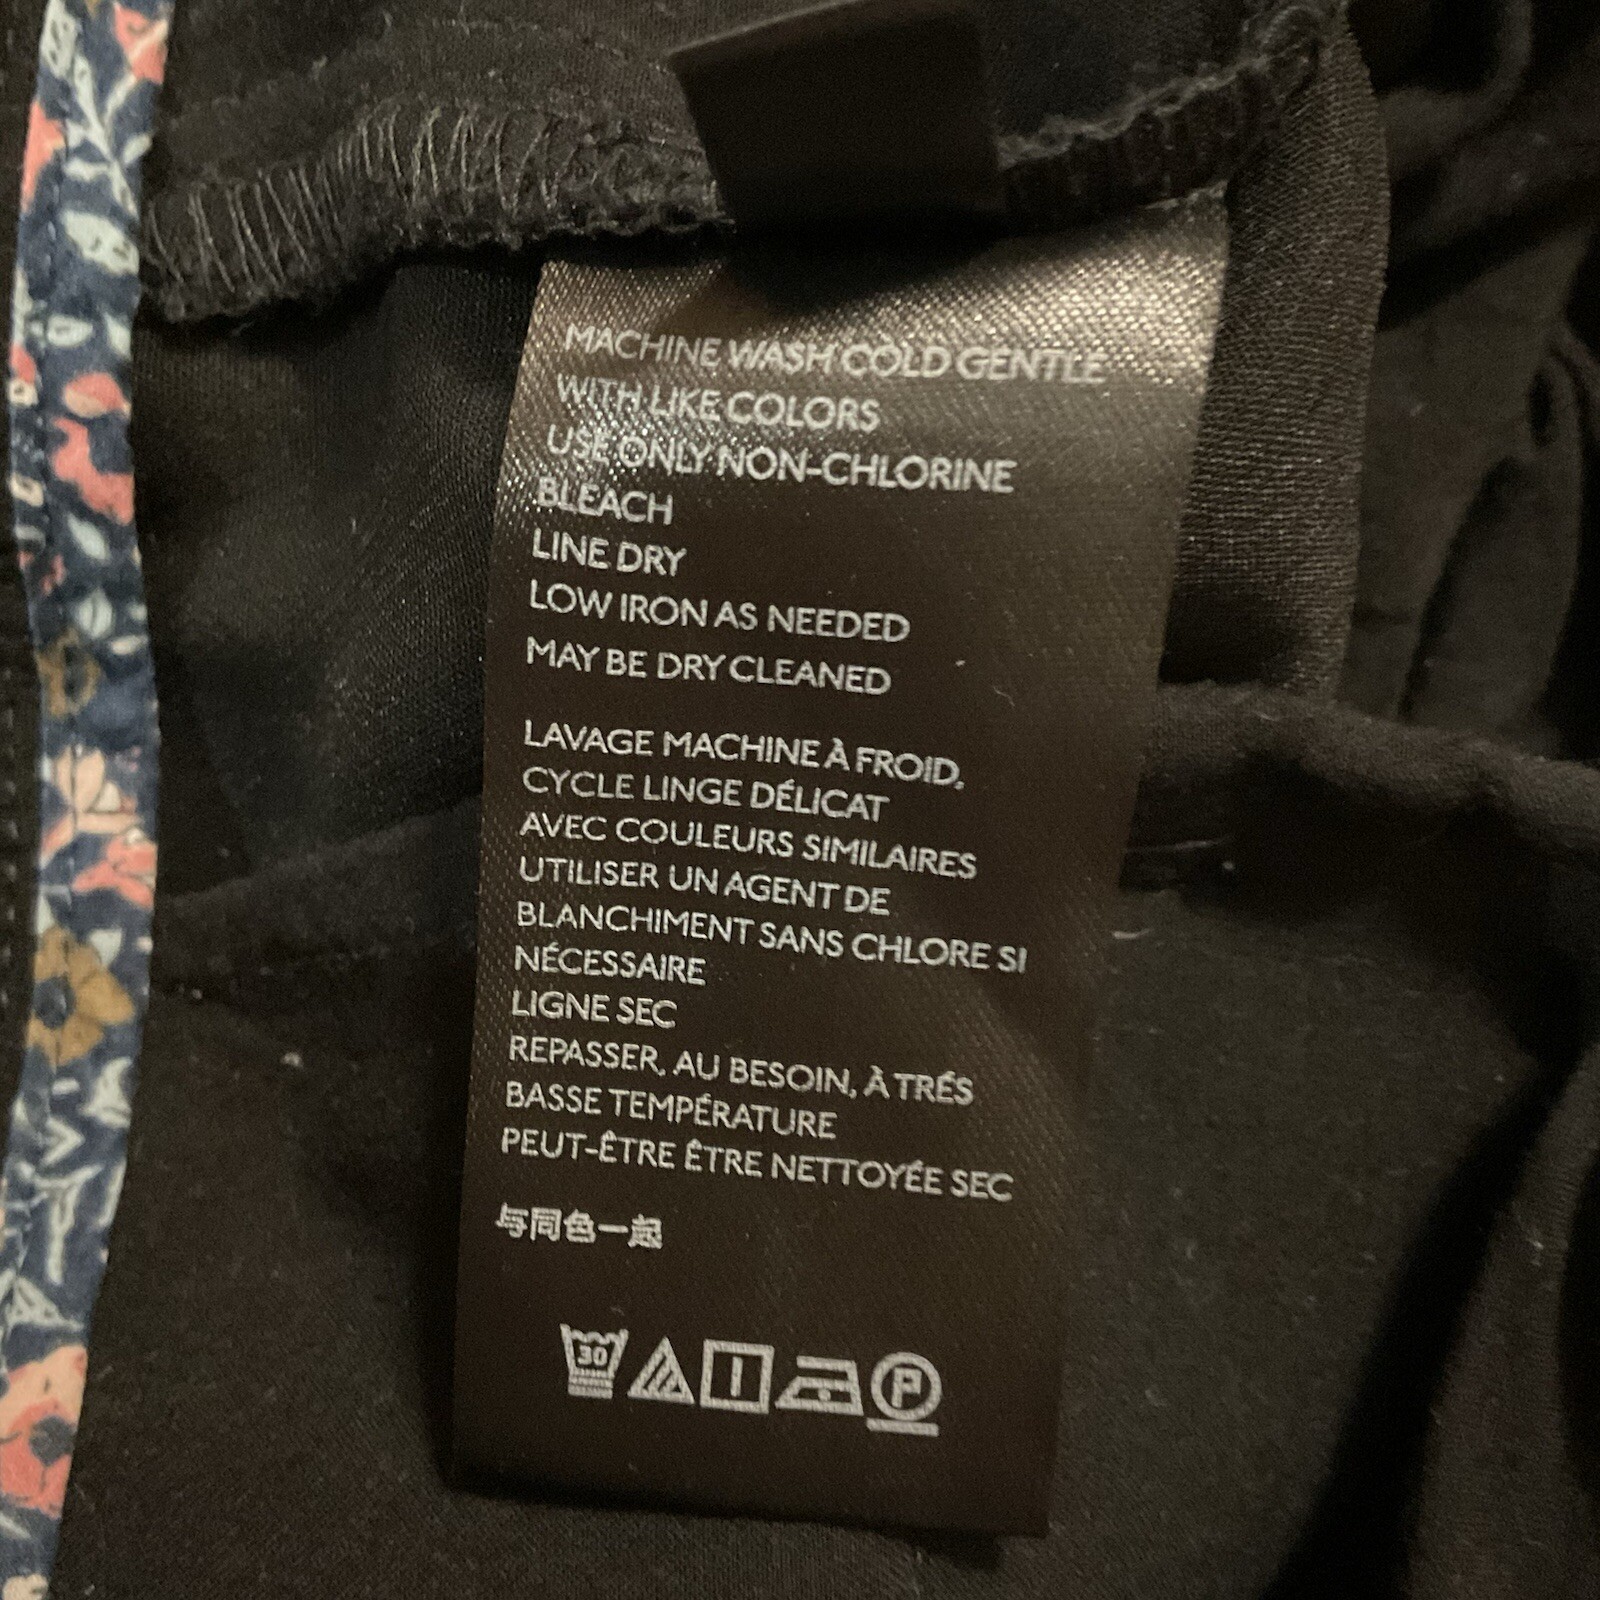 MACHINE WASH COLD GENTLE
WITH LIKE COLORS
USE ONLY NON-CHLORINE
BLEACH
LINE DRY
LOW IRON AS NEEDED
MAY BE DRY CLEANED
LAVAGE MACHINE À FROID,
CYCLE LINGE DÉLICAT
AVEC COULEURS SIMILAIRES
UTILISER UN AGENT DE
BLANCHIMENT SANS CHLORE SI
NÉCESSAIRE
LIGNE SEC
REPASSER, AU BESOIN, À TRÉS
BASSE TEMPÉRATURE
PEUT-ÊTRE ÊTRE NETTOYÉE SEC
与同色一起
30 P